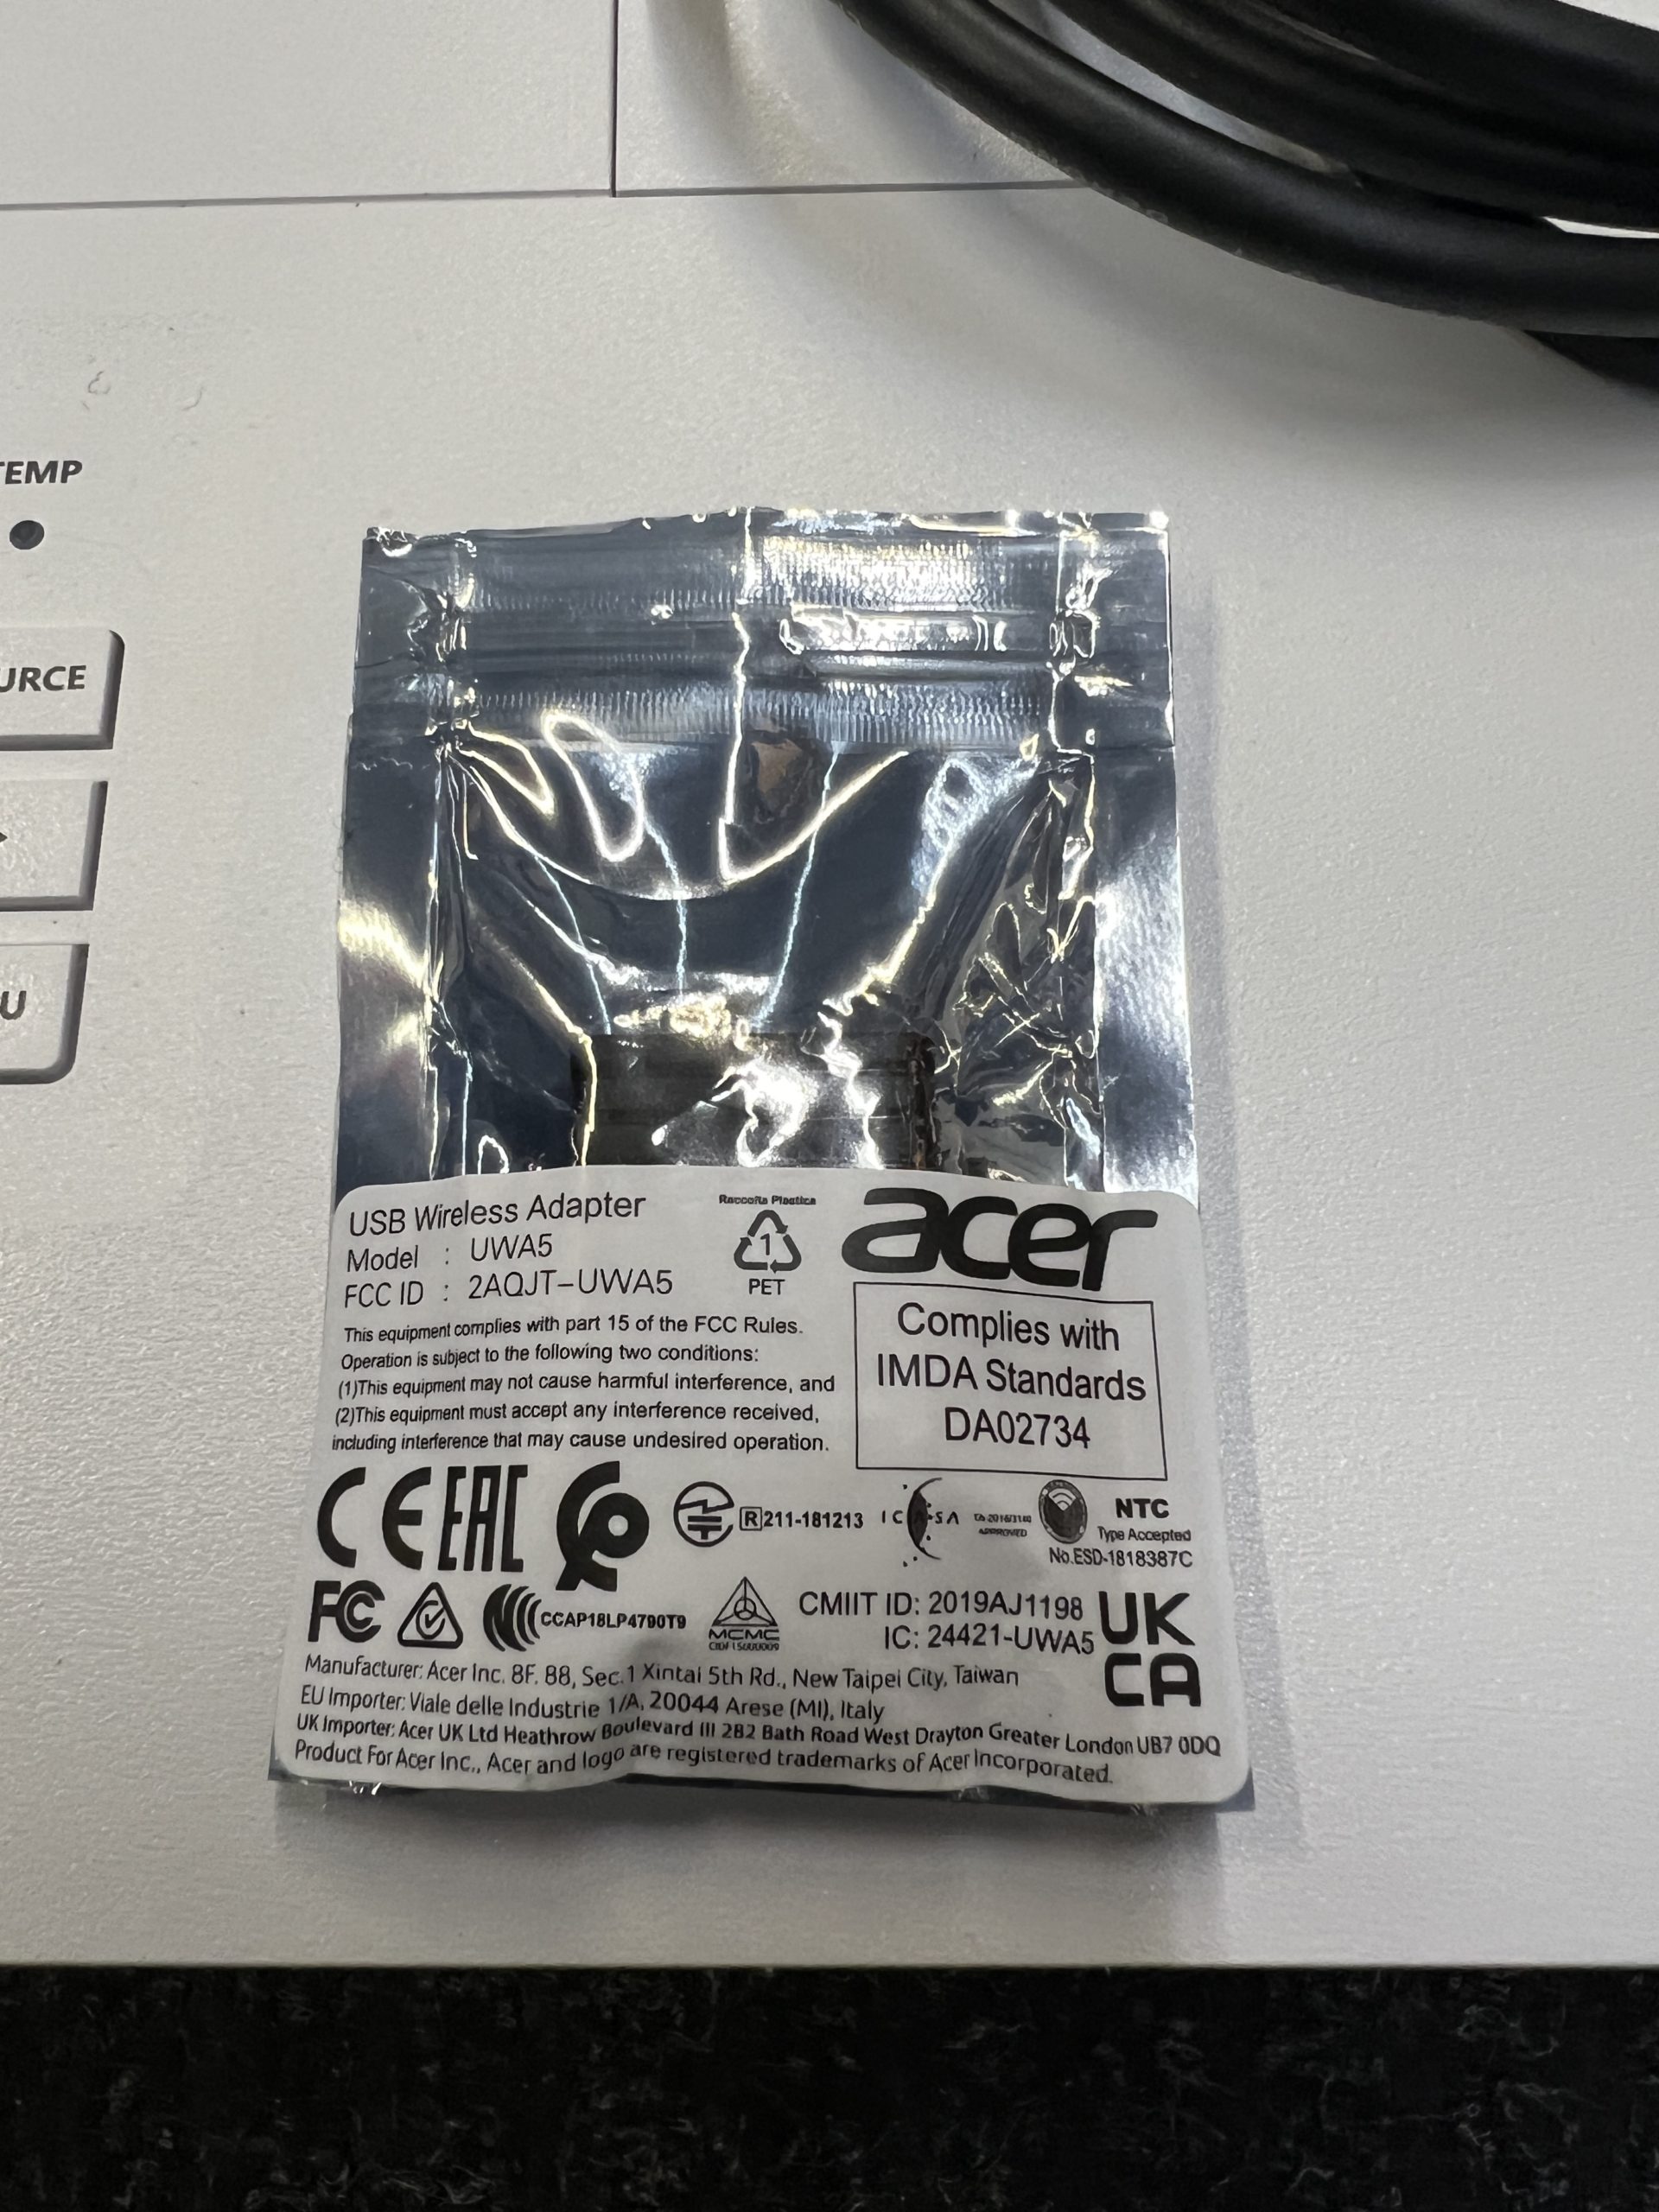 TEMP
URCE
U
USB Wireless Adapter
Model : UWA5
FCC ID : 2AQJT-UWA5
Raccolta Plastica
1
PET
acer
This equipment complies with part 15 of the FCC Rules.
Operation is subject to the following two conditions:
(1)This equipment may not cause harmful interference, and
(2)This equipment must accept any interference received,
including interference that may cause undesired operation.
Complies with
IMDA Standards
DA02734
CE EAC
R 211-181213
ICASA
APPROVED
NTC
Type Accepted
No.ESD-1818387C
FC
CCAP18LP4790T9
MCMC
CMIIT ID: 2019AJ1198
IC: 24421-UWA5
UK
CA
Manufacturer: Acer Inc. 8F. 88, Sec.1 Xintai 5th Rd., New Taipei City, Taiwan
EU Importer: Viale delle Industrie 1/A, 20044 Arese (MI), Italy
UK Importer: Acer UK Ltd Heathrow Boulevard III 282 Bath Road West Drayton Greater London UB7 0DQ
Product For Acer Inc., Acer and logo are registered trademarks of Acer Incorporated.